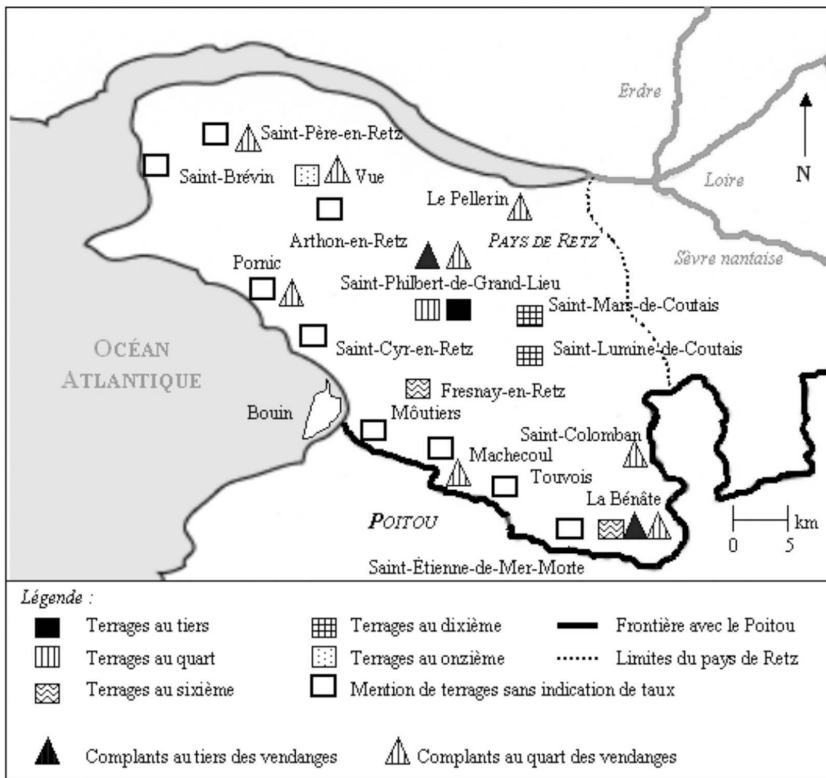 Erdre
N
Saint-Père-en-Retz
Saint-Brévin
Vue
Loire
Le Pellerin
Arthon-en-Retz
PAYS DE RETZ
Sèvre nantaise
Pornic
Saint-Philbert-de-Grand-Lieu
Saint-Mars-de-Coutais
OCÉAN
ATLANTIQUE
Saint-Cyr-en-Retz
Saint-Lumine-de-Coutais
Fresnay-en-Retz
Bouin
Môutiers
Saint-Colomban
Machecoul
Touvois
La Bénâte
POITOU
km
0 5
Saint-Étienne-de-Mer-Morte
Légende :
Terrages au tiers
Terrages au dixième
Frontière avec le Poitou
Terrages au quart
Terrages au onzième
Limites du pays de Retz
Terrages au sixième
Mention de terrages sans indication de taux
Complants au tiers des vendanges
Complants au quart des vendanges